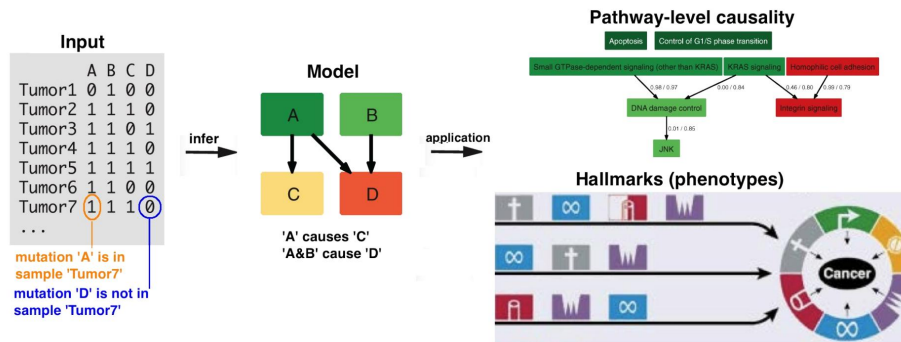 Input
A B C D
Tumor1 0 1 0 0
Tumor2 1 1 1 0
Tumor3 1 1 0 1
Tumor4 1 1 1 0
Tumor5 1 1 1 1
Tumor6 1 1 0 0
Tumor7 1 1 1 0
...
mutation 'A' is in
sample 'Tumor7'
mutation 'D' is not in
sample 'Tumor7'
infer
Model
A
B
C
D
'A' causes 'C'
'A&B' cause 'D'
application
Pathway-level causality
Apoptosis
Control of G1/S phase transition
Small GTPase-dependent signaling (other than KRAS)
KRAS signaling
Homophilic cell adhesion
0.98 / 0.97
0.00 / 0.84
0.46 / 0.80
0.99 / 0.79
DNA damage control
Integrin signaling
0.01 / 0.85
JNK
Hallmarks (phenotypes)
Cancer